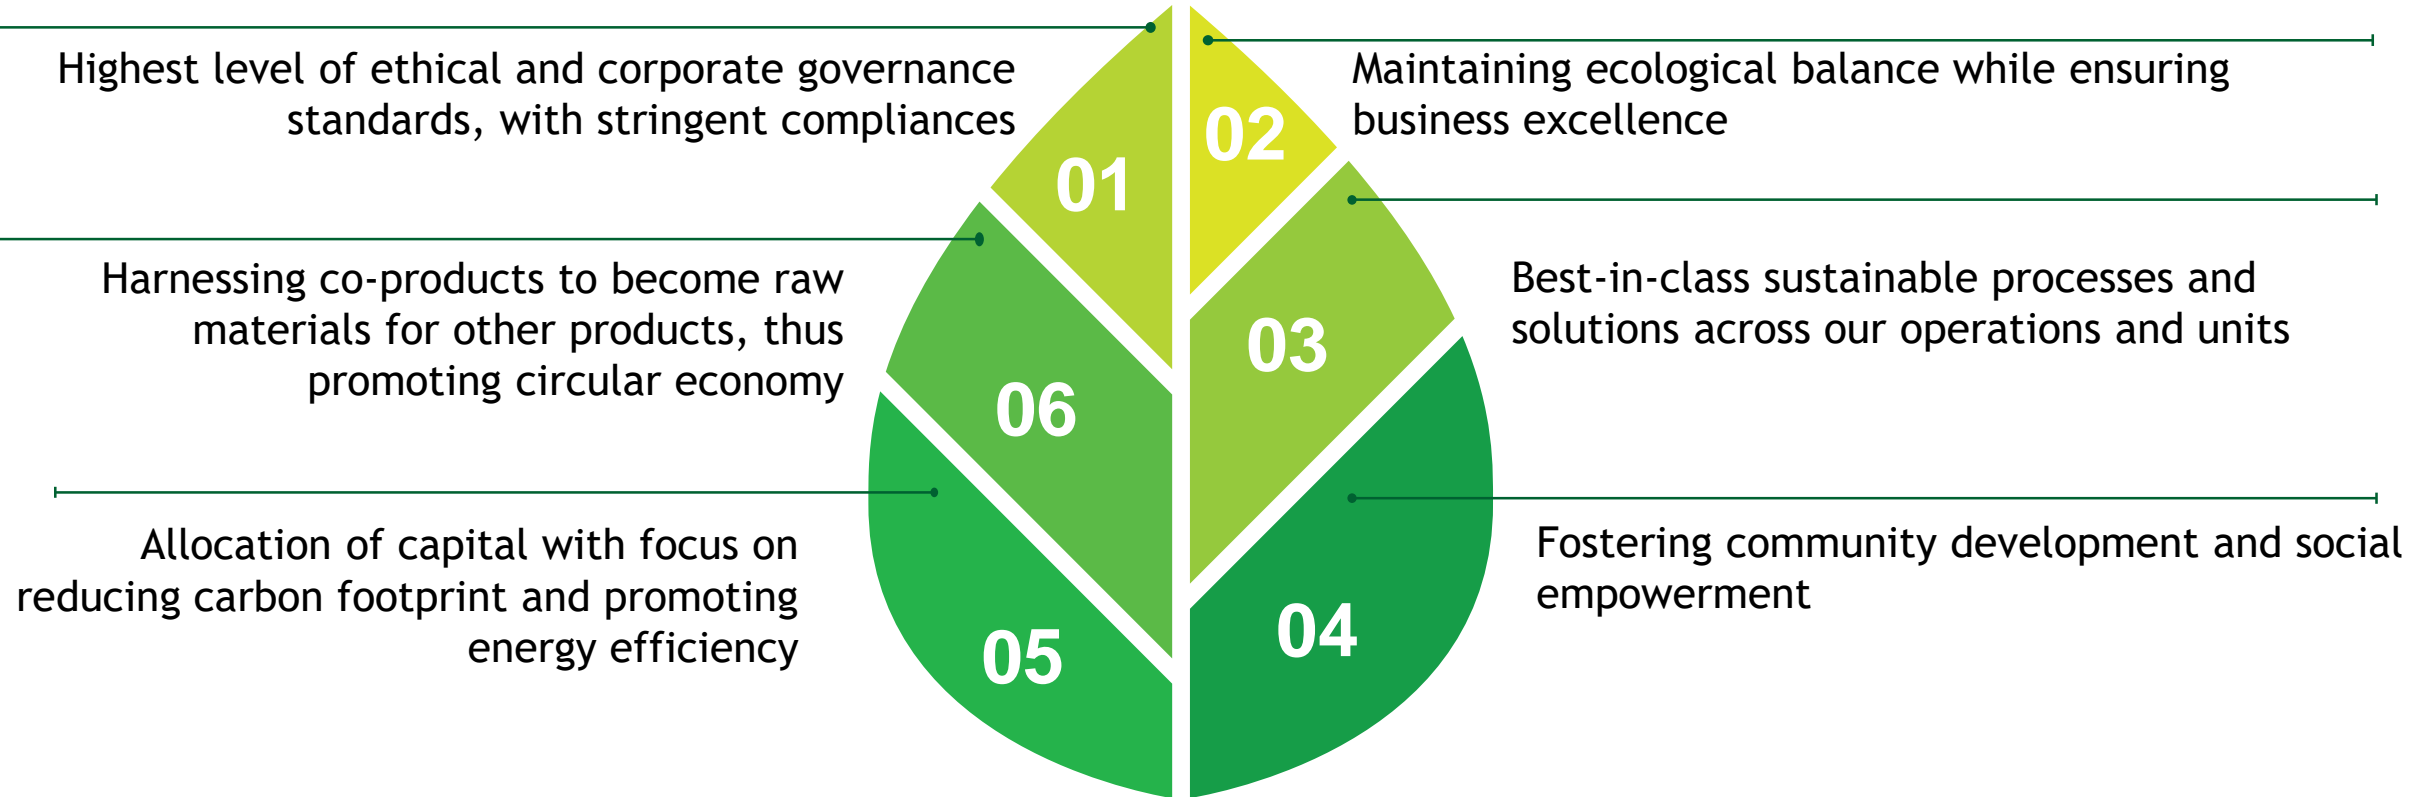 01
Highest level of ethical and corporate governance
standards, with stringent compliances
02
Maintaining ecological balance while ensuring
business excellence
03
Best-in-class sustainable processes and
solutions across our operations and units
04
Fostering community development and social
empowerment
05
Allocation of capital with focus on
reducing carbon footprint and promoting
energy efficiency
06
Harnessing co-products to become raw
materials for other products, thus
promoting circular economy